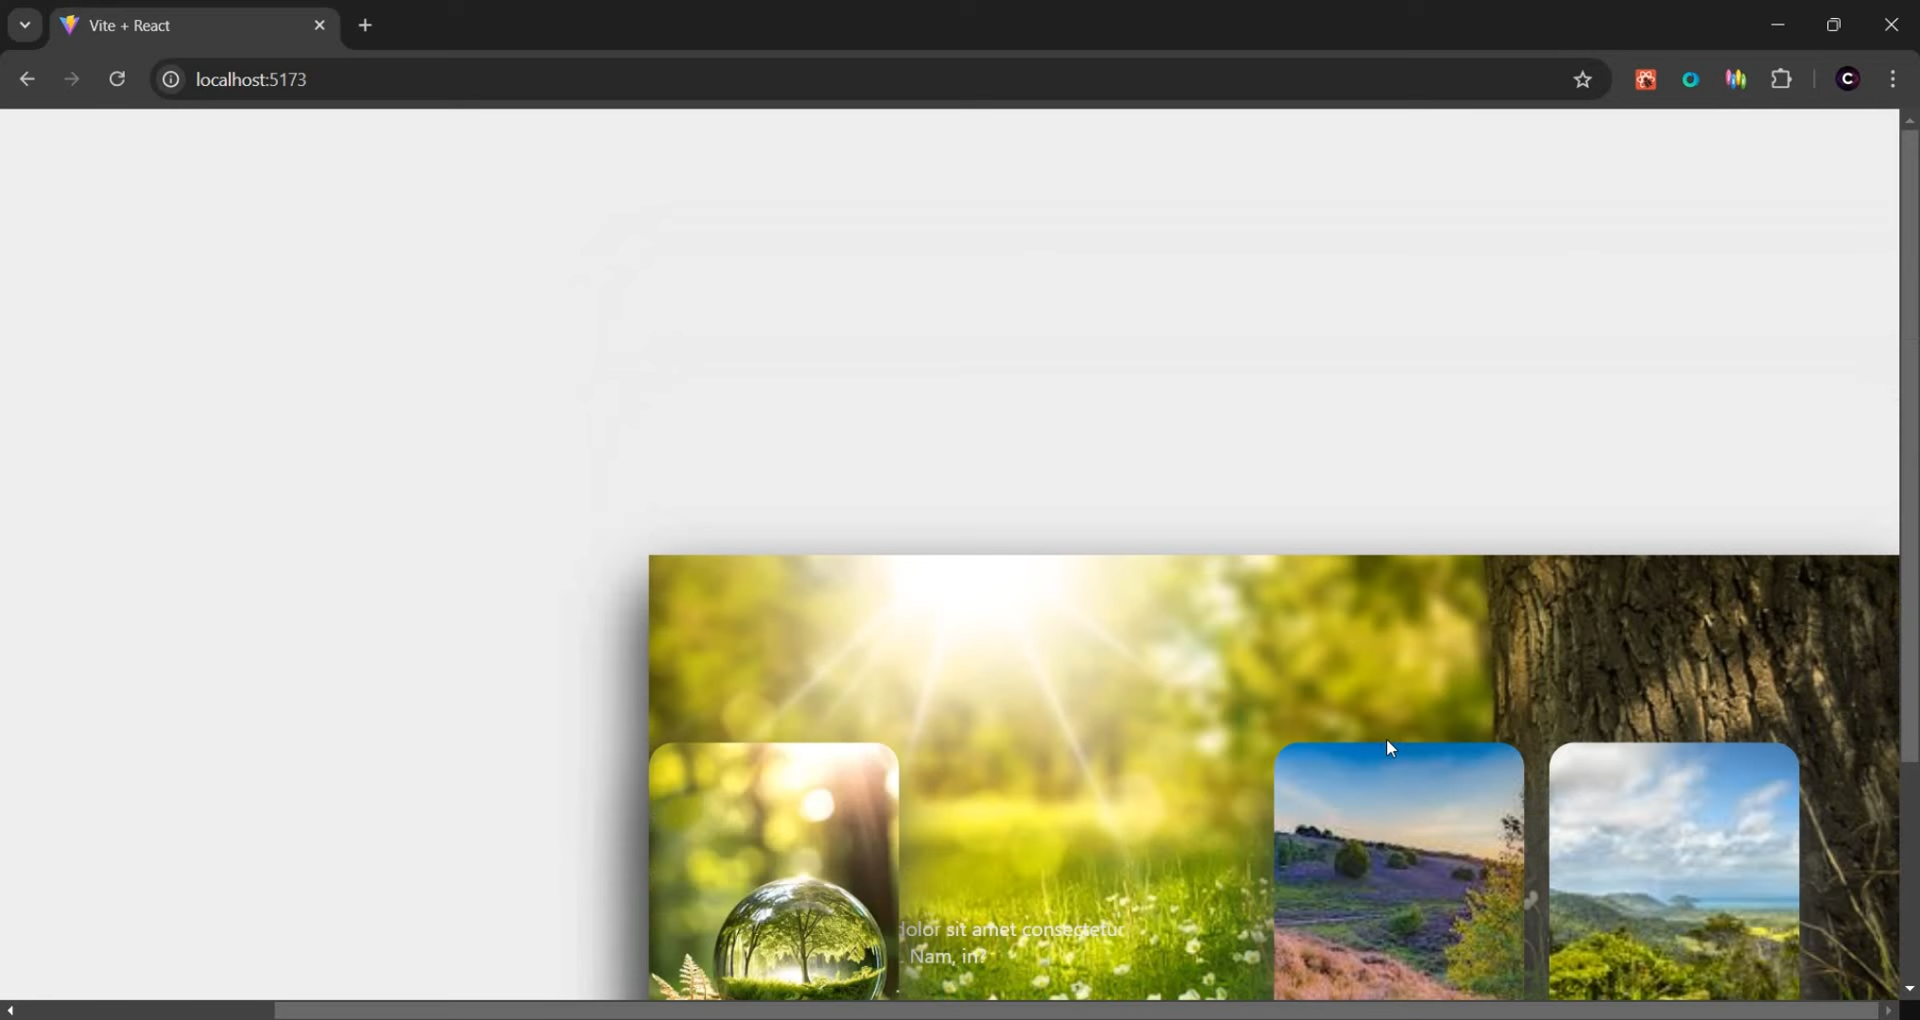 Vite + React
localhost:5173
C
dolor sit amet consectetur
Nam, in?